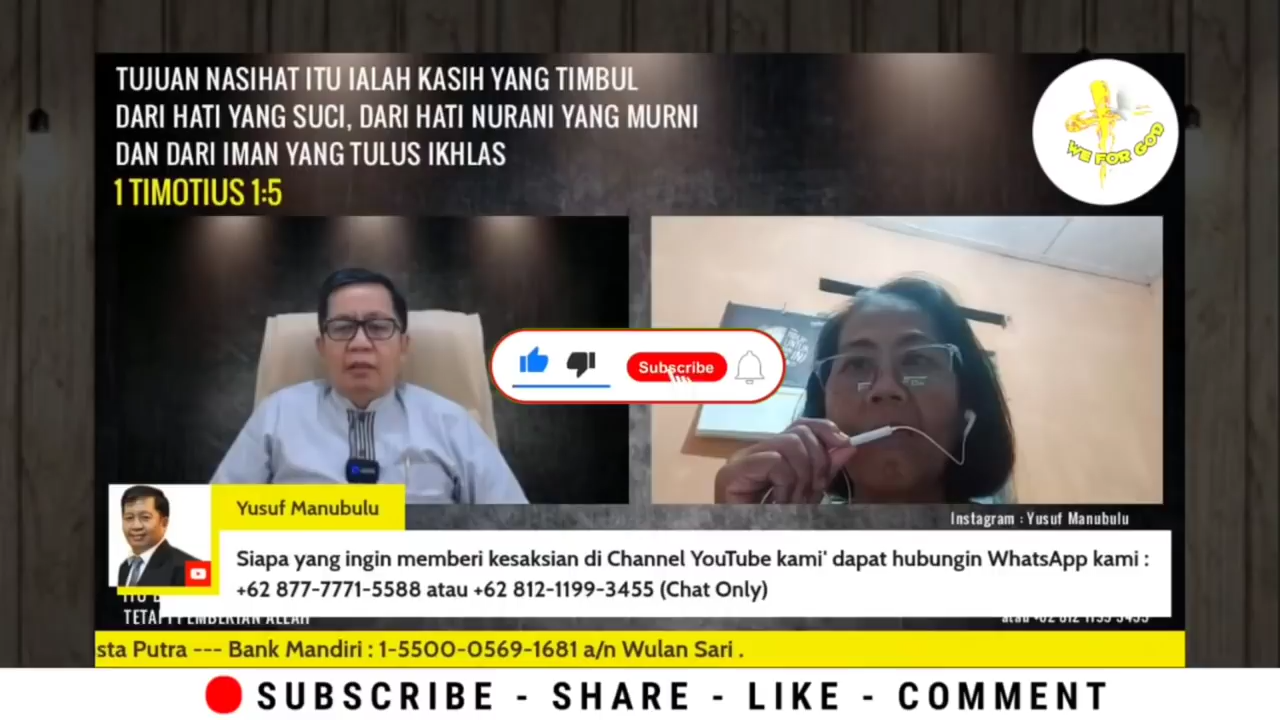 TUJUAN NASIHAT ITU IALAH KASIH YANG TIMBUL
DARI HATI YANG SUCI, DARI HATI NURANI YANG MURNI
DAN DARI IMAN YANG TULUS IKHLAS
1 TIMOTIUS 1:5
WE FOR GOD
Subscribe
Instagram : Yusuf Manubulu
Yusuf Manubulu
Siapa yang ingin memberi kesaksian di Channel YouTube kami' dapat hubungin WhatsApp kami :
+62 877-7771-5588 atau +62 812-1199-3455 (Chat Only)
sta Putra --- Bank Mandiri : 1-5500-0569-1681 a/n Wulan Sari .
SUBSCRIBE - SHARE - LIKE - COMMENT